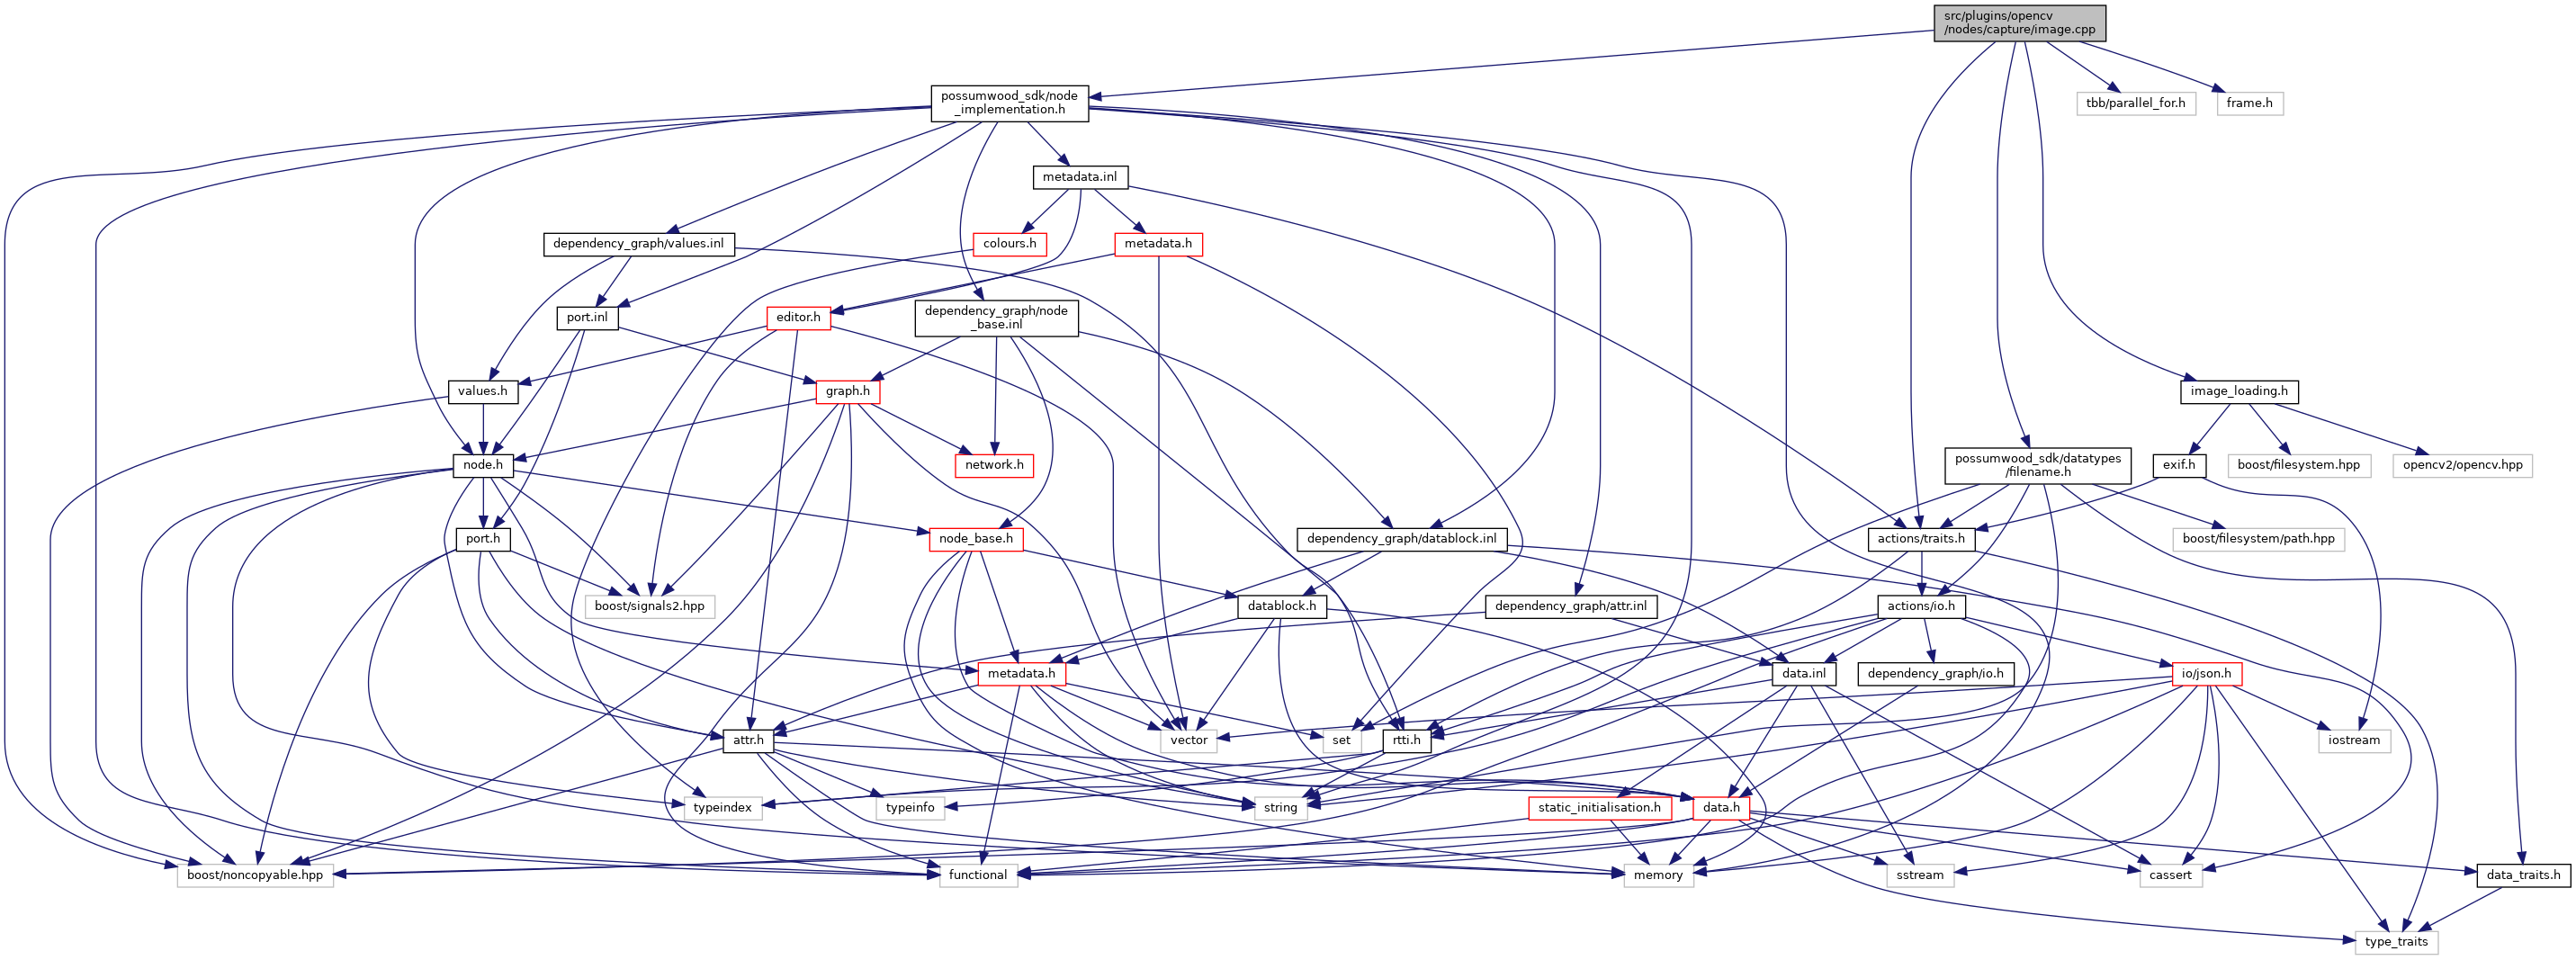 src/plugins/opencv
/nodes/capture/image.cpp
possumwood_sdk/node
_implementation.h
tbb/parallel_for.h
frame.h
metadata.inl
dependency_graph/values.inl
colours.h
metadata.h
port.inl
editor.h
dependency_graph/node
_base.inl
values.h
graph.h
image_loading.h
node.h
network.h
possumwood_sdk/datatypes
/filename.h
exif.h
boost/filesystem.hpp
opencv2/opencv.hpp
port.h
node_base.h
dependency_graph/datablock.inl
actions/traits.h
boost/filesystem/path.hpp
boost/signals2.hpp
datablock.h
dependency_graph/attr.inl
actions/io.h
metadata.h
data.inl
dependency_graph/io.h
io/json.h
attr.h
vector
set
rtti.h
iostream
typeindex
typeinfo
string
static_initialisation.h
data.h
boost/noncopyable.hpp
functional
memory
sstream
cassert
data_traits.h
type_traits